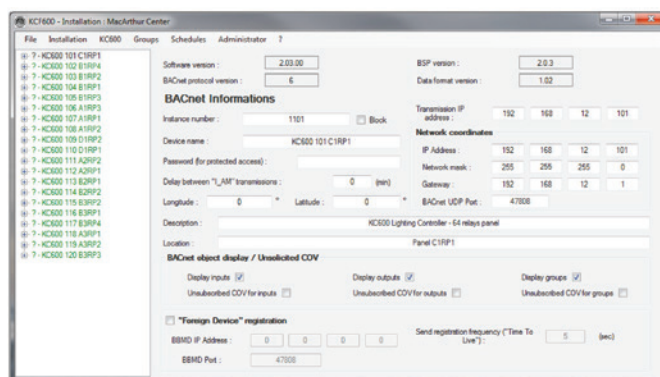 KCF600 - Installation : MacArthur Center
File Installation KC600 Groups Schedules Administrator ?
? - KC600 101 C1RP1
? - KC600 102 B1RP4
? - KC600 103 B1RP2
? - KC600 104 B1RP1
? - KC600 105 B1RP3
? - KC600 106 A1RP3
? - KC600 107 A1RP1
? - KC600 108 A1RP2
? - KC600 109 D1RP2
? - KC600 110 D1RP1
? - KC600 111 A2RP2
? - KC600 112 A2RP1
? - KC600 113 B2RP1
? - KC600 114 B2RP2
? - KC600 115 B3RP2
? - KC600 116 B3RP1
? - KC600 117 B3RP4
? - KC600 118 A3RP1
? - KC600 119 A3RP2
? - KC600 120 B3RP3
Software version : 2.03.00 BSP version : 2.0.3
BACnet protocol version : 6 Data format version : 1.02
BACnet Informations
Instance number : 1101 Block
Transmission IP address : 192 168 12 101
Device name : KC600 101 C1RP1
Password (for protected access) :
Delay between "I_AM" transmissions : 0 (min)
Longitude : 0 ° Latitude : 0 °
Network coordinates
IP Address : 192 168 12 101
Network mask : 255 255 255 0
Gateway : 192 168 12 1
BACnet UDP Port : 47808
Description : KC600 Lighting Controller - 64 relays panel
Location : Panel C1RP1
BACnet object display / Unsolicited COV
Display inputs Display outputs Display groups
Unsubscribed COV for inputs Unsubscribed COV for outputs Unsubscribed COV for groups
"Foreign Device" registration
BBMD IP Address : 0 0 0 0
Send registration frequency ("Time To Live") : 5 (sec)
BBMD Port : 47808